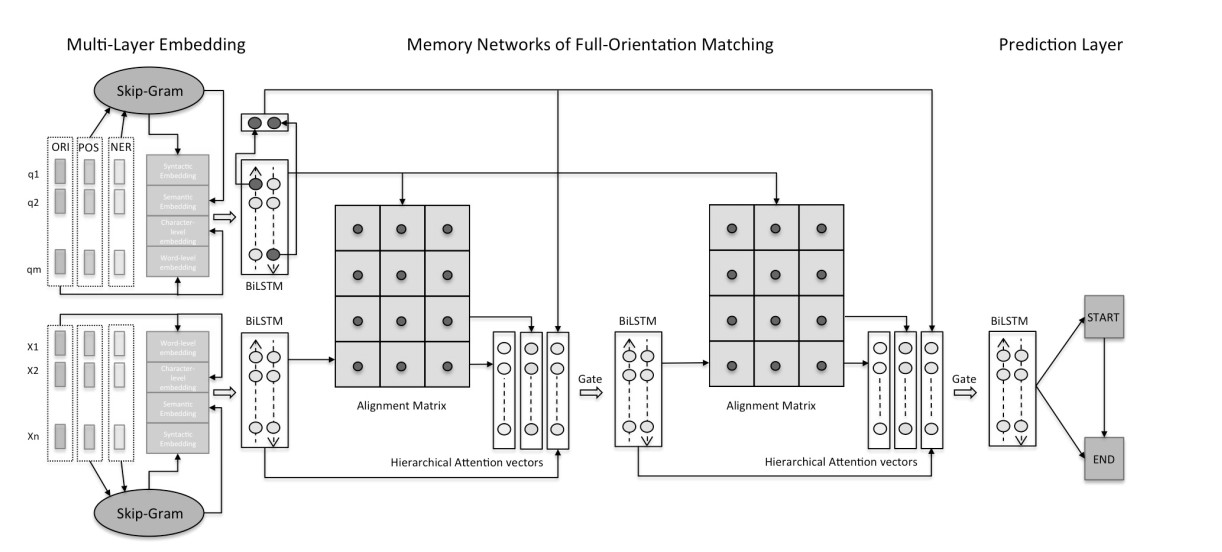 Multi-Layer Embedding
Memory Networks of Full-Orientation Matching
Prediction Layer
Skip-Gram
ORI
POS
NER
q1
q2
qm
Syntactic
Embedding
Semantic
Embedding
Character-
level
embedding
Word-level
embedding
BiLSTM
X1
X2
Xn
Word-level
embedding
Character-
level
embedding
Semantic
Embedding
Syntactic
Embedding
Skip-Gram
BiLSTM
Alignment Matrix
Hierarchical Attention vectors
Gate
BiLSTM
Alignment Matrix
Hierarchical Attention vectors
Gate
BiLSTM
START
END